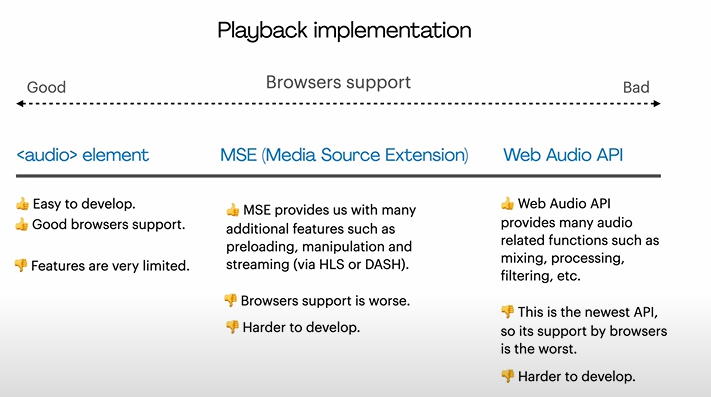 Playback implementation
Good
Browsers support
Bad
<audio> element
👍 Easy to develop.
👍 Good browsers support.
👎 Features are very limited.
MSE (Media Source Extension)
👍 MSE provides us with many
additional features such as
preloading, manipulation and
streaming (via HLS or DASH).
👎 Browsers support is worse.
👎 Harder to develop.
Web Audio API
👍 Web Audio API
provides many audio
related functions such as
mixing, processing,
filtering, etc.
👎 This is the newest API,
so its support by browsers
is the worst.
👎 Harder to develop.